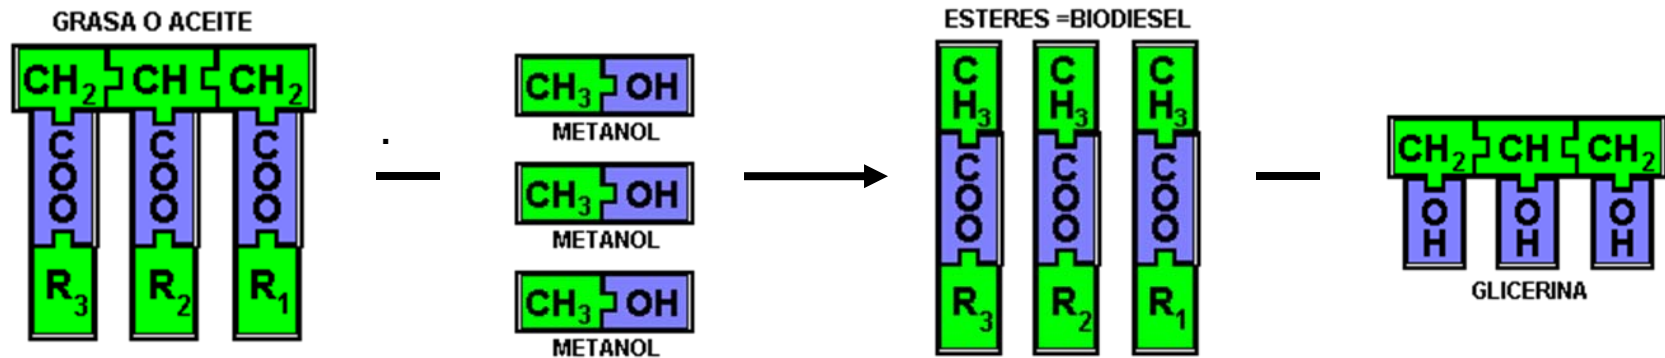 GRASA O ACEITE
CH2 CH CH2
COO COO COO
R3 R2 R1
.
CH3 OH
METANOL
CH3 OH
METANOL
CH3 OH
METANOL
ESTERES =BIODIESEL
CH3 CH3 CH3
COO COO COO
R3 R2 R1
CH2 CH CH2
OH OH OH
GLICERINA